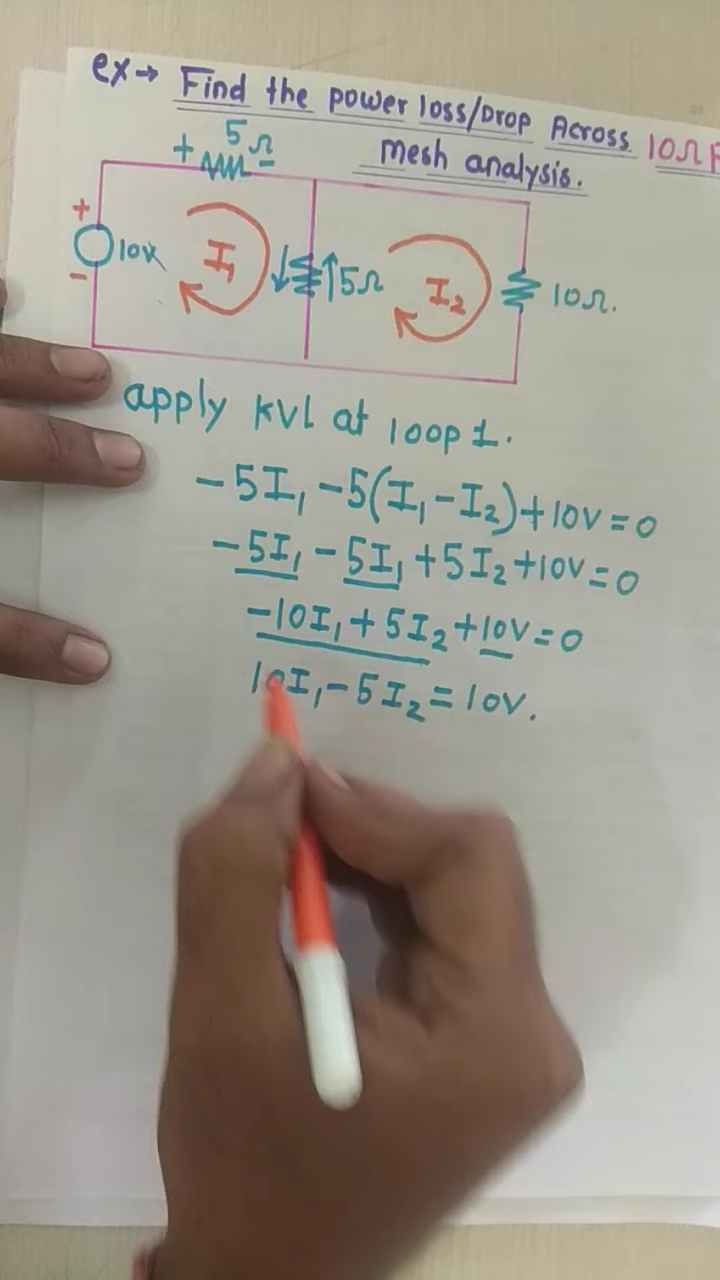 ex→ Find the power loss/Drop Across 10Ω
mesh analysis.
+ 5Ω -
+
10V
-
I₁
5Ω
I₂
10Ω.
apply KVL at loop 1.
-5I₁ -5(I₁-I₂)+10V=0
-5I₁ -5I₁ +5I₂ +10V=0
-10I₁+5I₂+10V=0
10I₁-5I₂=10V.